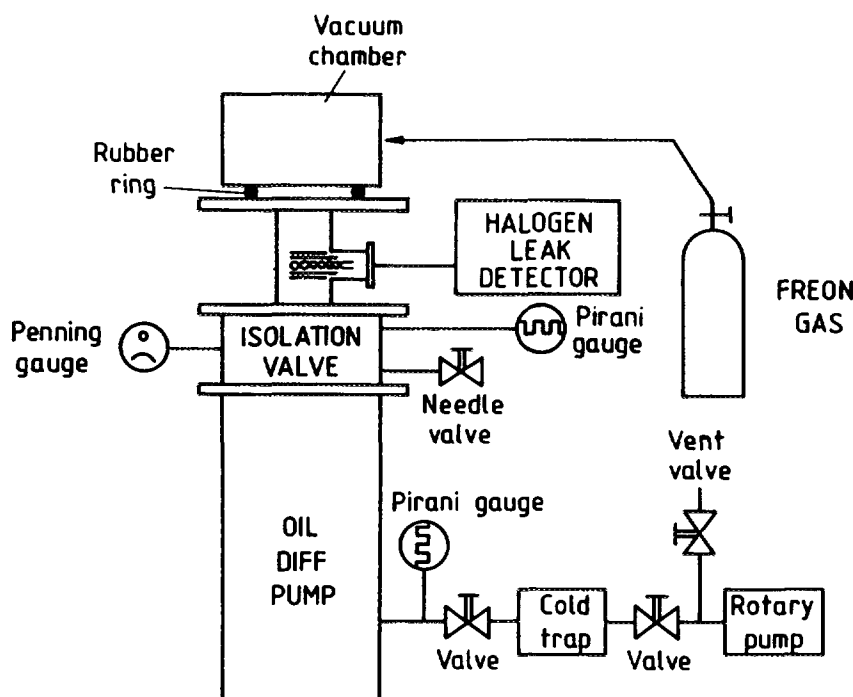 Vacuum
chamber
Rubber
ring
HALOGEN
LEAK
DETECTOR
FREON
GAS
Penning
gauge
ISOLATION
VALVE
Pirani
gauge
Needle
valve
Vent
valve
Pirani gauge
OIL
DIFF
PUMP
Cold
trap
Rotary
pump
Valve
Valve